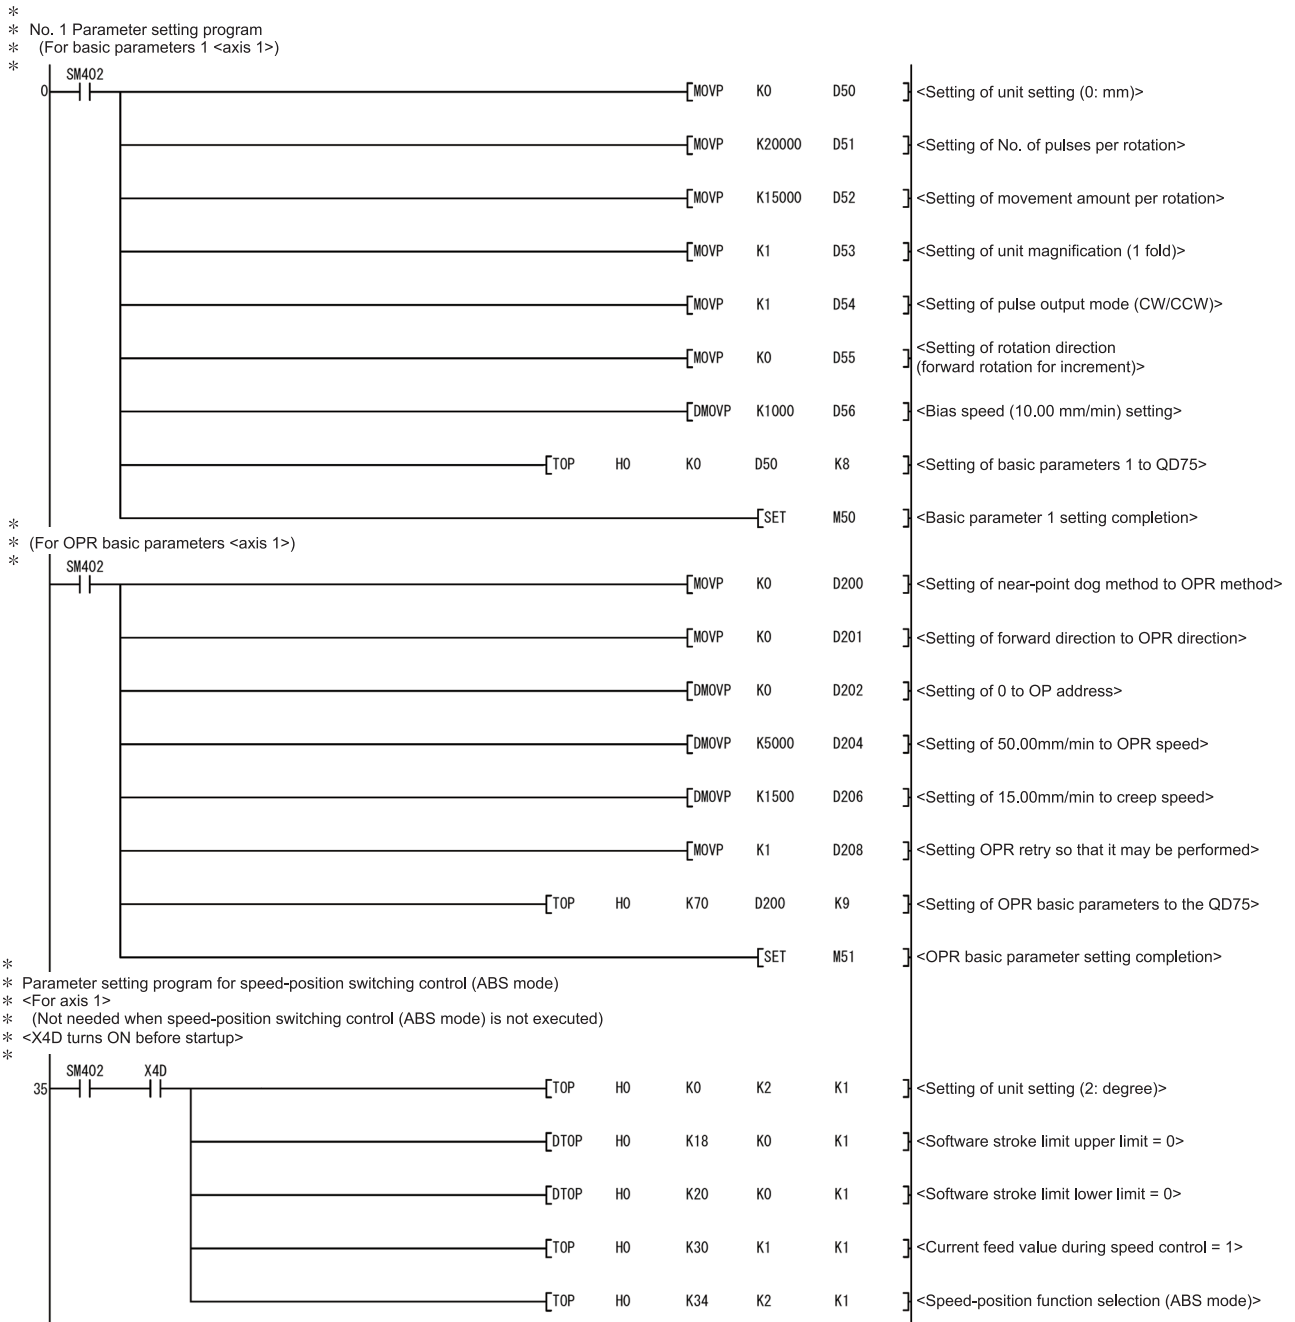 *
* No. 1 Parameter setting program
* (For basic parameters 1 <axis 1>)
*
SM402
0 MOVP K0 D50 <Setting of unit setting (0: mm)>
MOVP K20000 D51 <Setting of No. of pulses per rotation>
MOVP K15000 D52 <Setting of movement amount per rotation>
MOVP K1 D53 <Setting of unit magnification (1 fold)>
MOVP K1 D54 <Setting of pulse output mode (CW/CCW)>
MOVP K0 D55 <Setting of rotation direction
(forward rotation for increment)>
DMOVP K1000 D56 <Bias speed (10.00 mm/min) setting>
TOP H0 K0 D50 K8 <Setting of basic parameters 1 to QD75>
SET M50 <Basic parameter 1 setting completion>
*
* (For OPR basic parameters <axis 1>)
*
SM402
MOVP K0 D200 <Setting of near-point dog method to OPR method>
MOVP K0 D201 <Setting of forward direction to OPR direction>
DMOVP K0 D202 <Setting of 0 to OP address>
DMOVP K5000 D204 <Setting of 50.00mm/min to OPR speed>
DMOVP K1500 D206 <Setting of 15.00mm/min to creep speed>
MOVP K1 D208 <Setting OPR retry so that it may be performed>
TOP H0 K70 D200 K9 <Setting of OPR basic parameters to the QD75>
SET M51 <OPR basic parameter setting completion>
*
* Parameter setting program for speed-position switching control (ABS mode)
* <For axis 1>
* (Not needed when speed-position switching control (ABS mode) is not executed)
* <X4D turns ON before startup>
*
SM402 X4D
35 TOP H0 K0 K2 K1 <Setting of unit setting (2: degree)>
DTOP H0 K18 K0 K1 <Software stroke limit upper limit = 0>
DTOP H0 K20 K0 K1 <Software stroke limit lower limit = 0>
TOP H0 K30 K1 K1 <Current feed value during speed control = 1>
TOP H0 K34 K2 K1 <Speed-position function selection (ABS mode)>